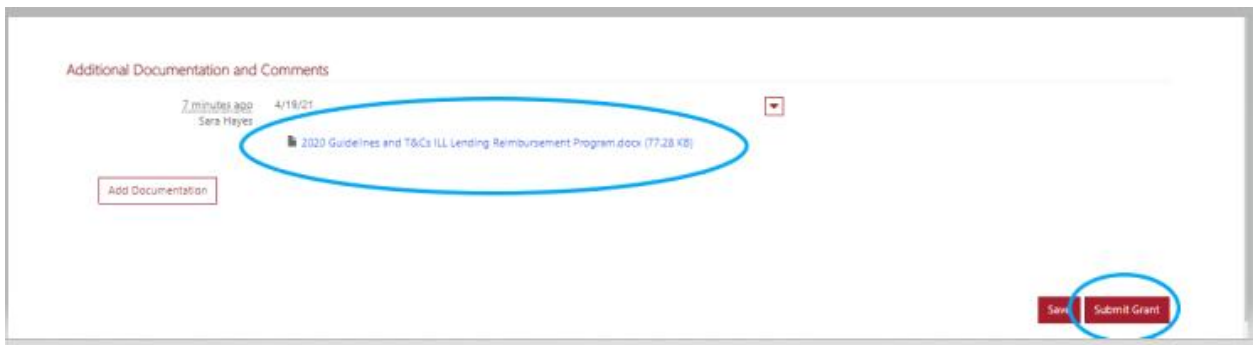 Additional Documentation and Comments
7 minutes ago 4/19/21
Sara Hayes
2020 Guidelines and T&Cs ILL Lending Reimbursement Program.docx (77.28 KB)
Add Documentation
Save Submit Grant